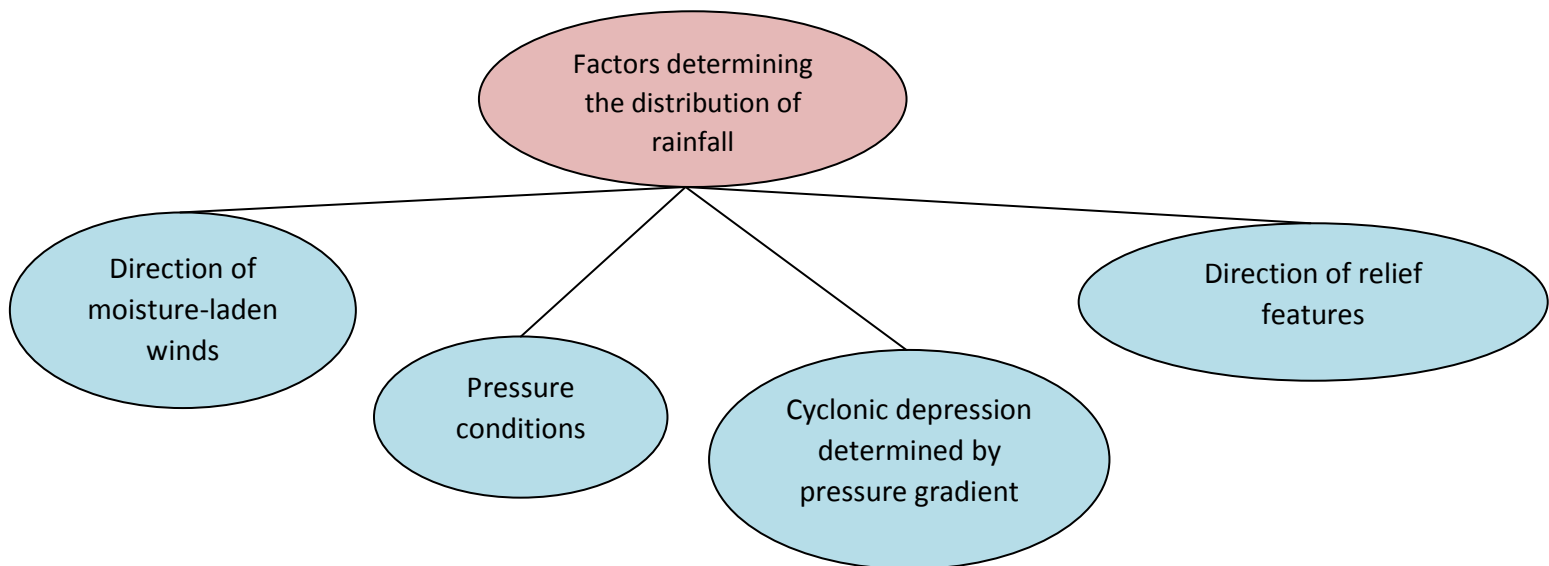 Factors determining
the distribution of
rainfall
Direction of
moisture-laden
winds
Pressure
conditions
Cyclonic depression
determined by
pressure gradient
Direction of relief
features